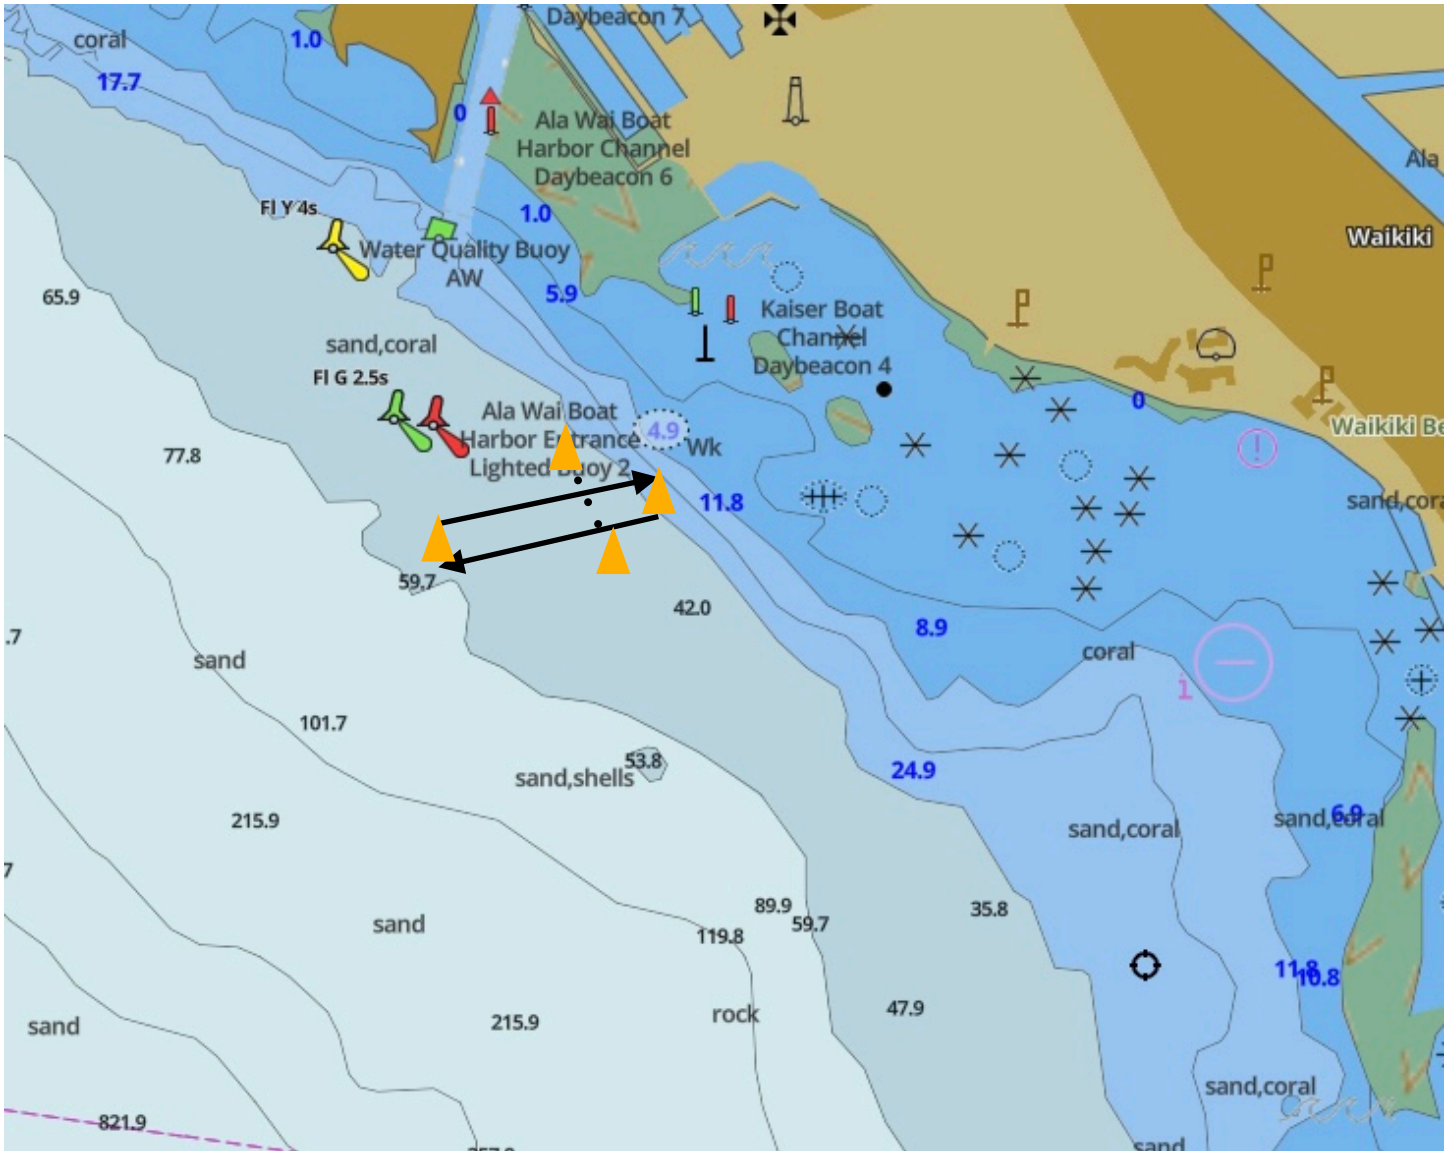 Daybeacon 7
coral
1.0
17.7
0
Ala Wai Boat
Harbor Channel
Daybeacon 6
Ala
Fl Y 4s
1.0
Waikiki
Water Quality Buoy
AW
65.9
5.9
Kaiser Boat
Channel
Daybeacon 4
sand,coral
Fl G 2.5s
0
Ala Wai Boat
Harbor Entrance
Lighted Buoy 2
4.9
Wk
Waikiki Be
77.8
11.8
sand,cora
59.7
42.0
8.9
.7
sand
coral
i
101.7
53.8
sand,shells
24.9
215.9
sand,coral
6.9
sand,coral
7
89.9
59.7
35.8
sand
119.8
11.8
10.8
47.9
rock
215.9
sand
sand,coral
821.9
sand